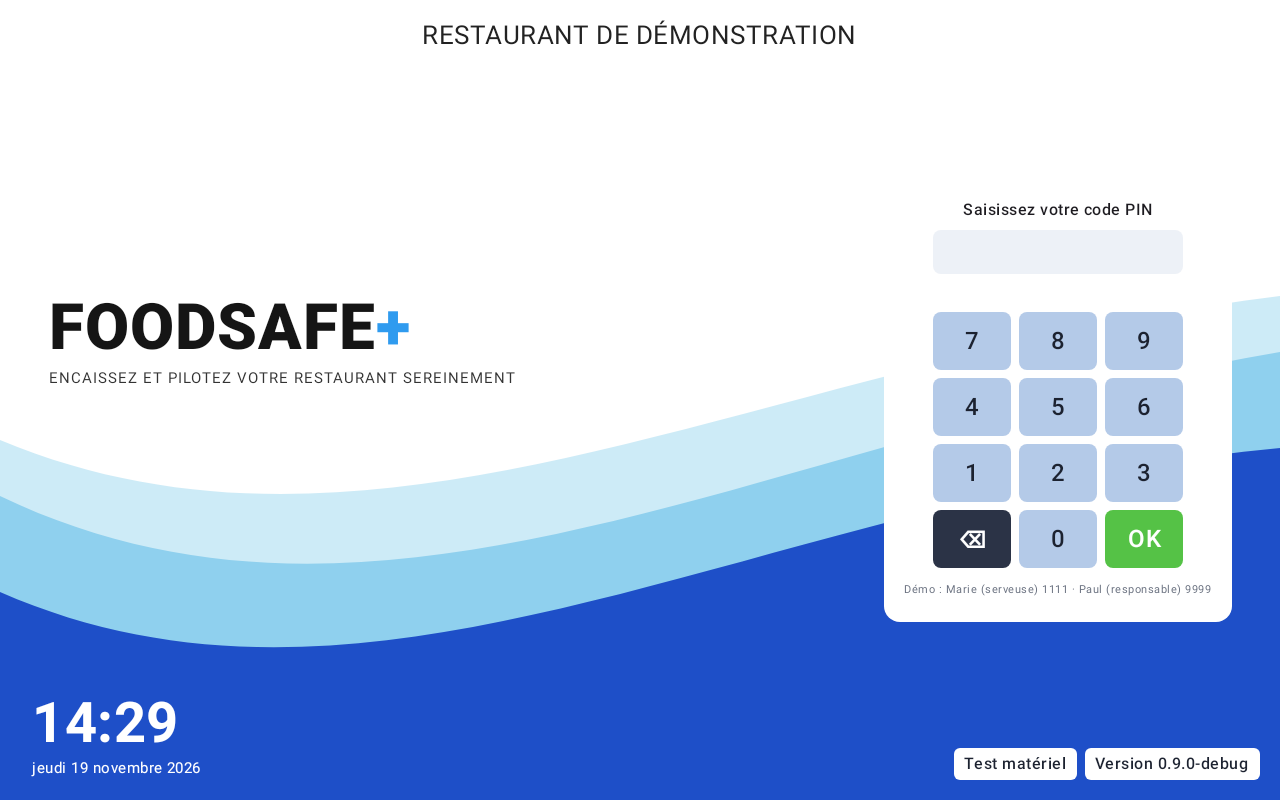 RESTAURANT DE DÉMONSTRATION
FOODSAFE+
ENCAISSEZ ET PILOTEZ VOTRE RESTAURANT SEREINEMENT
Saisissez votre code PIN
7 8 9
4 5 6
1 2 3
0 OK
Démo : Marie (serveuse) 1111 · Paul (responsable) 9999
14:29
jeudi 19 novembre 2026
Test matériel Version 0.9.0-debug